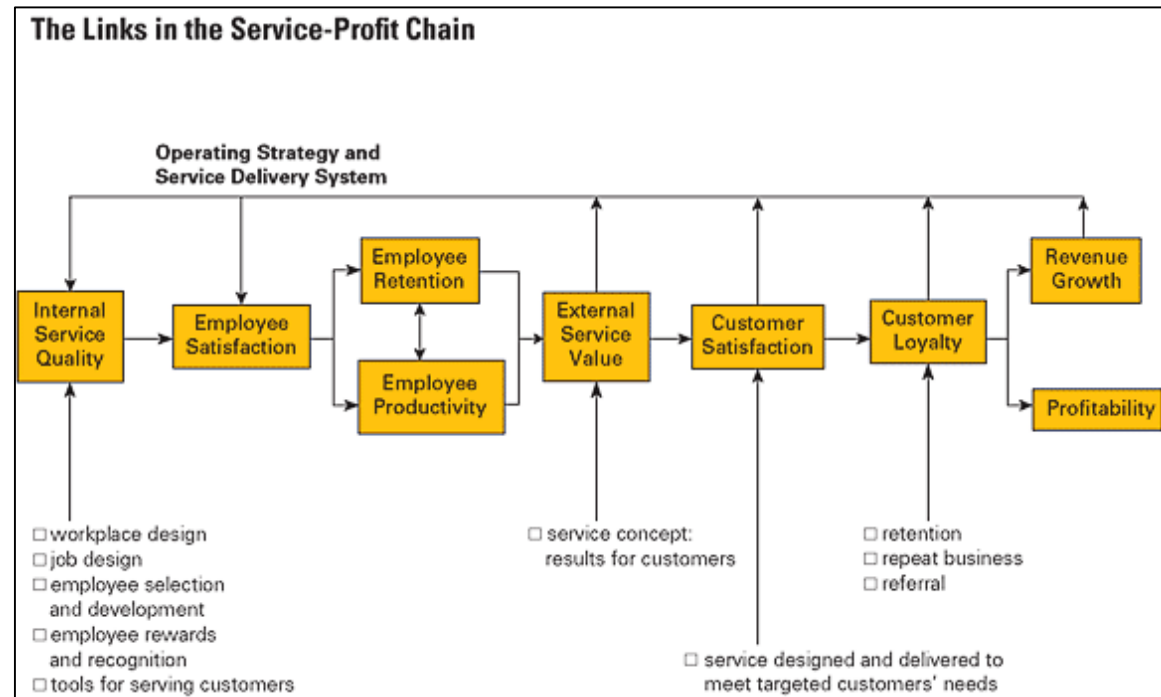 The Links in the Service-Profit Chain
Operating Strategy and
Service Delivery System
Internal
Service
Quality
Employee
Satisfaction
Employee
Retention
Employee
Productivity
External
Service
Value
Customer
Satisfaction
Customer
Loyalty
Revenue
Growth
Profitability
□ workplace design
□ job design
□ employee selection
and development
□ employee rewards
and recognition
□ tools for serving customers
□ service concept:
results for customers
□ service designed and delivered to
meet targeted customers’ needs
□ retention
□ repeat business
□ referral